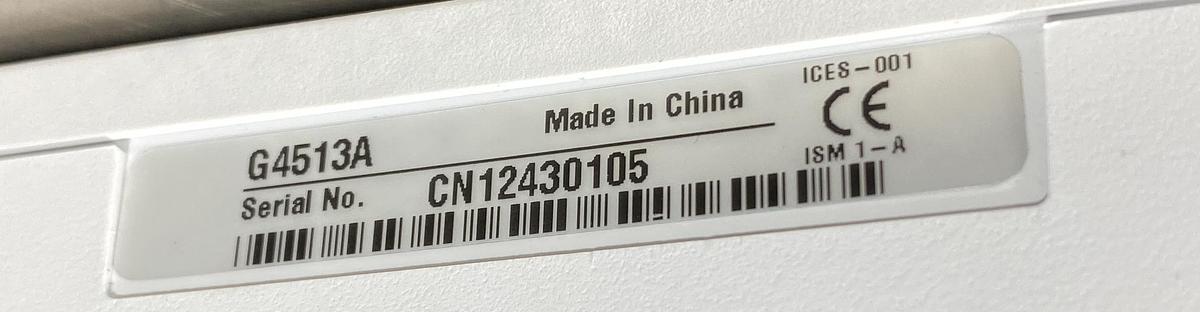 ICES-001
Made In China
CE
G4513A
ISM 1-A
Serial No. CN12430105